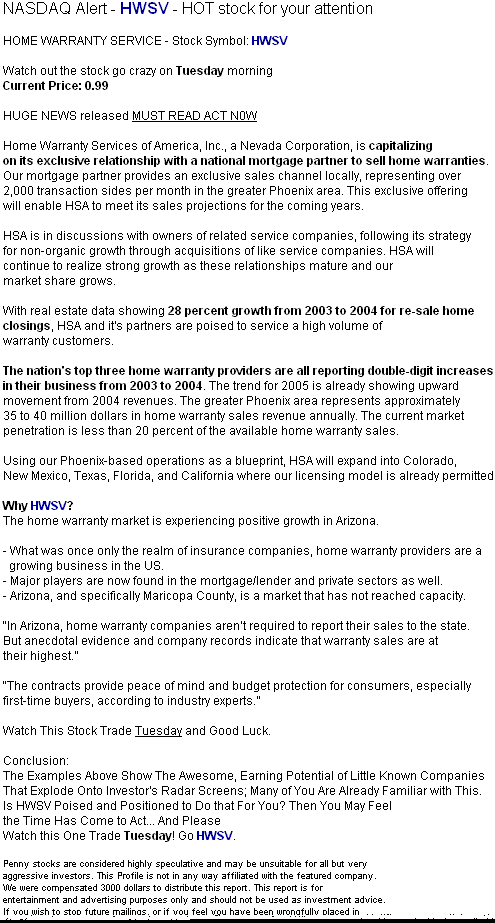 NASDAQ Alert - HWSV - HOT stock for your attention
HOME WARRANTY SERVICE - Stock Symbol: HWSV
Watch out the stock go crazy on Tuesday morning
Current Price: 0.99
HUGE NEWS released MUST READ ACT N0W
Home Warranty Services of America, Inc., a Nevada Corporation, is capitalizing
on its exclusive relationship with a national mortgage partner to sell home warranties.
Our mortgage partner provides an exclusive sales channel locally, representing over
2,000 transaction sides per month in the greater Phoenix area. This exclusive offering
will enable HSA to meet its sales projections for the coming years.
HSA is in discussions with owners of related service companies, following its strategy
for non-organic growth through acquisitions of like service companies. HSA will
continue to realize strong growth as these relationships mature and our
market share grows.
With real estate data showing 28 percent growth from 2003 to 2004 for re-sale home
closings, HSA and it's partners are poised to service a high volume of
warranty customers.
The nation's top three home warranty providers are all reporting double-digit increases
in their business from 2003 to 2004. The trend for 2005 is already showing upward
movement from 2004 revenues. The greater Phoenix area represents approximately
35 to 40 million dollars in home warranty sales revenue annually. The current market
penetration is less than 20 percent of the available home warranty sales.
Using our Phoenix-based operations as a blueprint, HSA will expand into Colorado,
New Mexico, Texas, Florida, and California where our licensing model is already permitted
Why HWSV?
The home warranty market is experiencing positive growth in Arizona.
- What was once only the realm of insurance companies, home warranty providers are a
growing business in the US.
- Major players are now found in the mortgage/lender and private sectors as well.
- Arizona, and specifically Maricopa County, is a market that has not reached capacity.
"In Arizona, home warranty companies aren't required to report their sales to the state.
But anecdotal evidence and company records indicate that warranty sales are at
their highest."
"The contracts provide peace of mind and budget protection for consumers, especially
first-time buyers, according to industry experts."
Watch This Stock Trade Tuesday and Good Luck.
Conclusion:
The Examples Above Show The Awesome, Earning Potential of Little Known Companies
That Explode Onto Investor's Radar Screens; Many of You Are Already Familiar with This.
Is HWSV Poised and Positioned to Do that For You? Then You May Feel
the Time Has Come to Act... And Please
Watch this One Trade Tuesday! Go HWSV.
Penny stocks are considered highly speculative and may be unsuitable for all but very
aggressive investors. This Profile is not in any way affiliated with the featured company.
We were compensated 3000 dollars to distribute this report. This report is for
entertainment and advertising purposes only and should not be used as investment advice.
If you wish to stop future mailings, or if you feel you have been wrongfully placed in